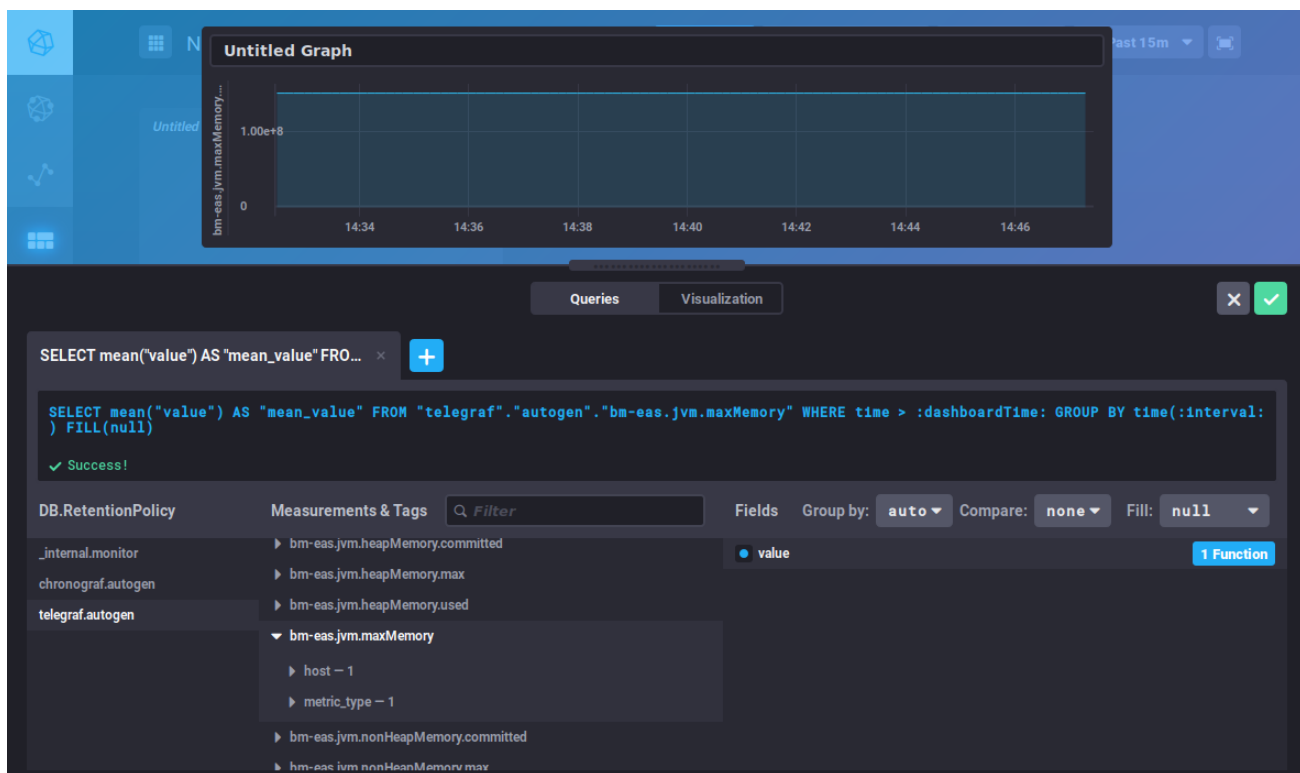 N
Untitled Graph
Past 15m
Untitled
bm-eas.jvm.maxMemory....
1.00e+8
0
14:34 14:36 14:38 14:40 14:42 14:44 14:46
Queries Visualization
SELECT mean("value") AS "mean_value" FRO...
SELECT mean("value") AS "mean_value" FROM "telegraf"."autogen"."bm-eas.jvm.maxMemory" WHERE time > :dashboardTime: GROUP BY time(:interval:
) FILL(null)
Success!
DB.RetentionPolicy Measurements & Tags Filter Fields Group by: auto Compare: none Fill: null
_internal.monitor
chronograf.autogen
telegraf.autogen
bm-eas.jvm.heapMemory.committed
bm-eas.jvm.heapMemory.max
bm-eas.jvm.heapMemory.used
bm-eas.jvm.maxMemory
host — 1
metric_type — 1
bm-eas.jvm.nonHeapMemory.committed
bm-eas.jvm.nonHeapMemory.max
value 1 Function